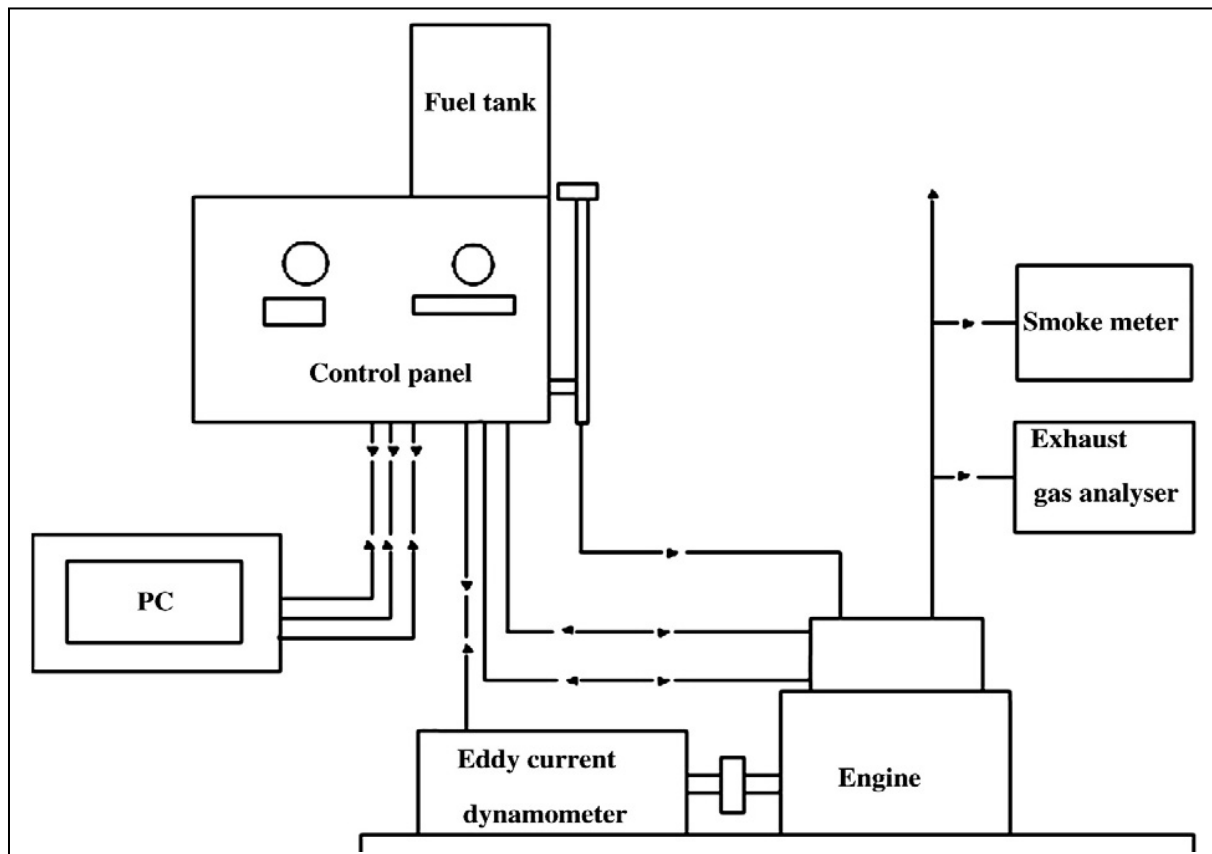 Fuel tank
Control panel
Smoke meter
Exhaust
gas analyser
PC
Eddy current
dynamometer
Engine